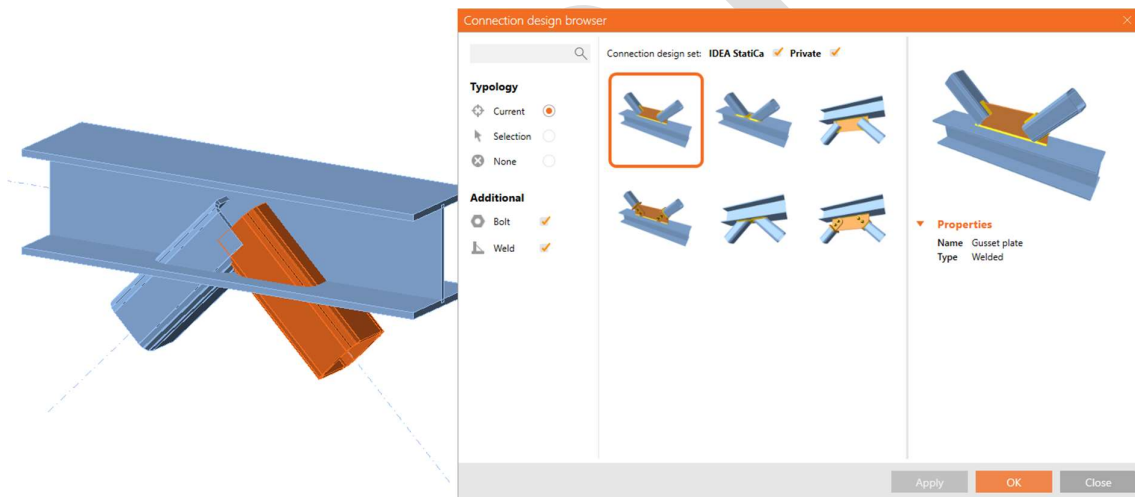 Connection design browser
Connection design set: IDEA StatiCa Private
Typology
Current
Selection
None
Additional
Bolt
Weld
Properties
Name Gusset plate
Type Welded
Apply OK Close